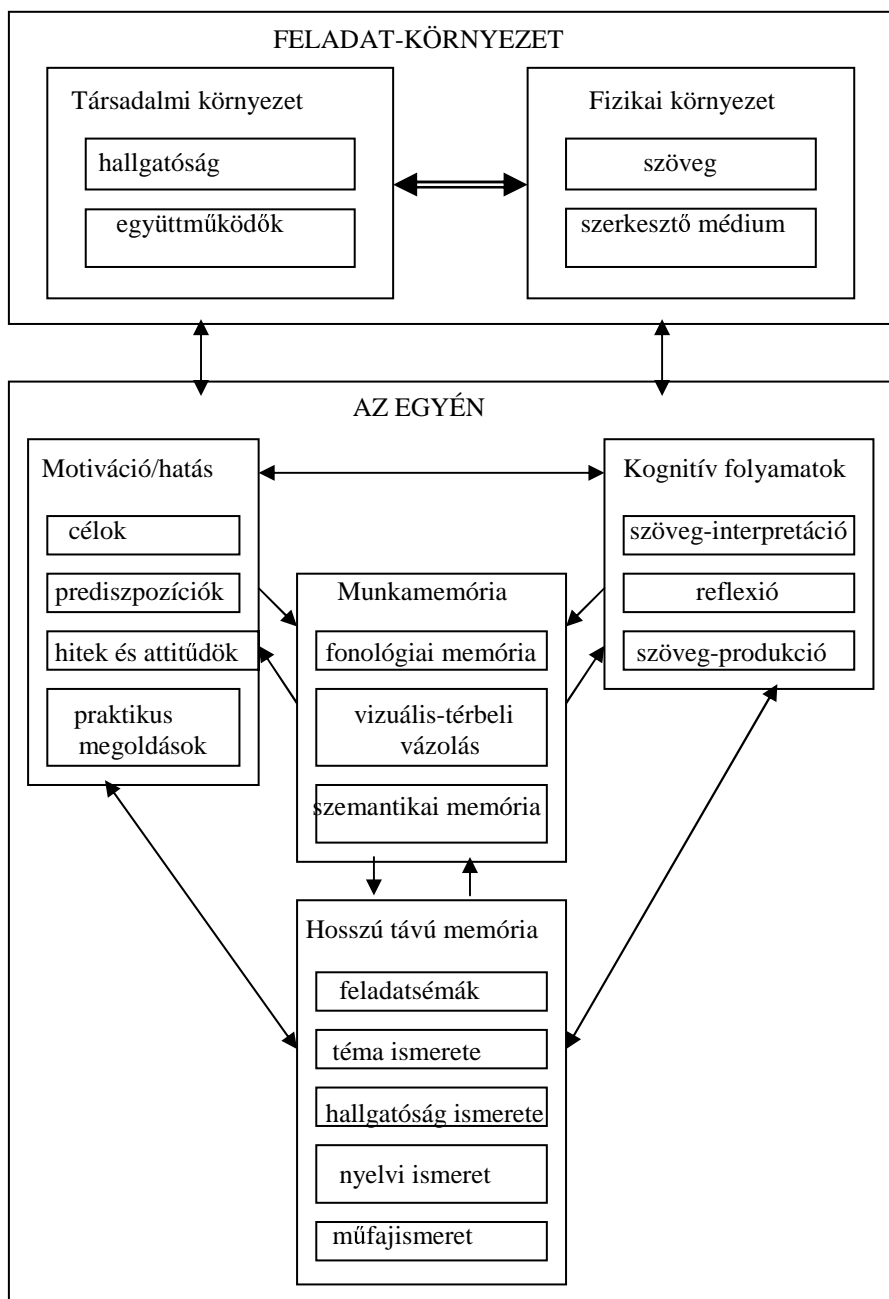 FELADAT-KÖRNYEZET
Társadalmi környezet
hallgatóság
együttműködők
Fizikai környezet
szöveg
szerkesztő médium
AZ EGYÉN
Motiváció/hatás
célok
prediszpozíciók
hitek és attitűdök
praktikus
megoldások
Munkamemória
fonológiai memória
vizuális-térbeli
vázolás
szemantikai memória
Kognitív folyamatok
szöveg-interpretáció
reflexió
szöveg-produkció
Hosszú távú memória
feladatsémák
téma ismerete
hallgatóság ismerete
nyelvi ismeret
műfajismeret